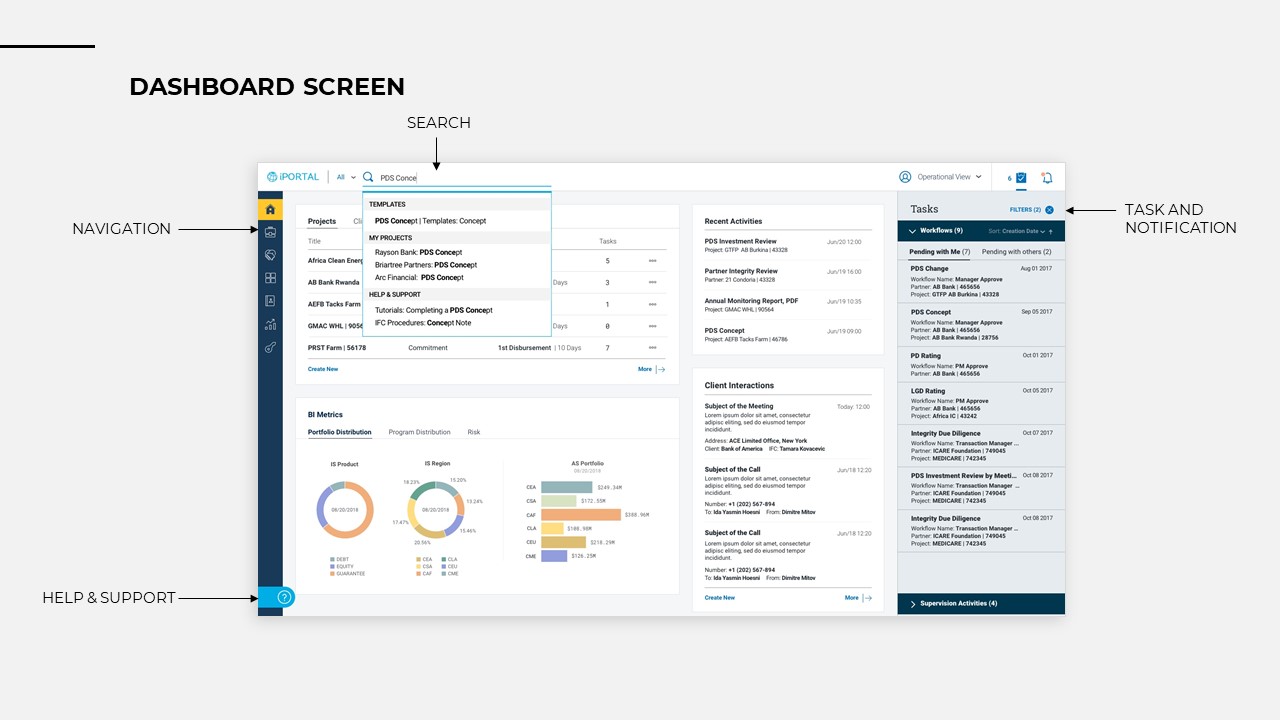 DASHBOARD SCREEN
SEARCH
NAVIGATION
HELP & SUPPORT
TASK AND
NOTIFICATION
iPORTAL
All
PDS Conce
Operational View
6
TEMPLATES
PDS Concept | Templates: Concept
MY PROJECTS
Rayson Bank: PDS Concept
Briartree Partners: PDS Concept
Arc Financial: PDS Concept
HELP & SUPPORT
Tutorials: Completing a PDS Concept
IFC Procedures: Concept Note
Projects
Title Tasks
Africa Clean Energ 5
AB Bank Rwanda Days 3
AEFB Tacks Farm 1
GMAC WHL | 9056 Days 0
PRST Farm | 56178 Commitment 1st Disbursement | 10 Days 7
Create New More
BI Metrics
Portfolio Distribution Program Distribution Risk
IS Product
08/20/2018
DEBT
EQUITY
GUARANTEE
IS Region
15.20%
18.23%
13.24%
08/20/2018
17.47%
15.46%
20.56%
CEA CLA
CSA CEU
CAF CME
AS Portfolio
08/20/2018
CEA $249.34M
CSA $172.55M
CAF $388.96M
CLA $108.98M
CEU $218.29M
CME $126.25M
Recent Activities
PDS Investment Review Jun/20 12:00
Project: GTFP AB Burkina | 43328
Partner Integrity Review Jun/19 16:00
Partner: 21 Condoria | 43328
Annual Monitoring Report, PDF Jun/19 10:35
Project: GMAC WHL | 90564
PDS Concept Jun/19 09:00
Project: AEFB Tacks Farm | 46786
Client Interactions
Subject of the Meeting Today: 12:00
Lorem ipsum dolor sit amet, consectetur
adipisc eliting, sed do eiusmod tempor
incididunt.
Address: ACE Limited Office, New York
Client: Bank of America IFC: Tamara Kovacevic
Subject of the Call Jun/18 12:20
Lorem ipsum dolor sit amet, consectetur
adipisc eliting, sed do eiusmod tempor
incididunt.
Number: +1 (202) 567-894
To: Ida Yasmin Hoesni From: Dimitre Mitov
Subject of the Call Jun/18 12:20
Lorem ipsum dolor sit amet, consectetur
adipisc eliting, sed do eiusmod tempor
incididunt.
Number: +1 (202) 567-894
To: Ida Yasmin Hoesni From: Dimitre Mitov
Create New More
Tasks FILTERS (2)
Workflows (9) Sort: Creation Date
Pending with Me (7) Pending with others (2)
PDS Change Aug 01 2017
Workflow Name: Manager Approve
Partner: AB Bank | 465656
Project: GTFP AB Burkina | 43328
PDS Concept Sep 05 2017
Workflow Name: Manager Approve
Partner: AB Bank | 465656
Project: AB Bank Rwanda | 28756
PD Rating Oct 01 2017
Workflow Name: PM Approve
Partner: AB Bank | 465656
LGD Rating Oct 05 2017
Workflow Name: PM Approve
Partner: AB Bank | 465656
Project: Africa IC | 43242
Integrity Due Diligence Oct 07 2017
Workflow Name: Transaction Manager ...
Partner: ICARE Foundation | 749045
Project: MEDICARE | 742345
PDS Investment Review by Meeti... Oct 08 2017
Workflow Name: Transaction Manager ...
Partner: ICARE Foundation | 749045
Project: MEDICARE | 742345
Integrity Due Diligence Oct 08 2017
Workflow Name: Transaction Manager ...
Partner: ICARE Foundation | 749045
Project: MEDICARE | 742345
Supervision Activities (4)